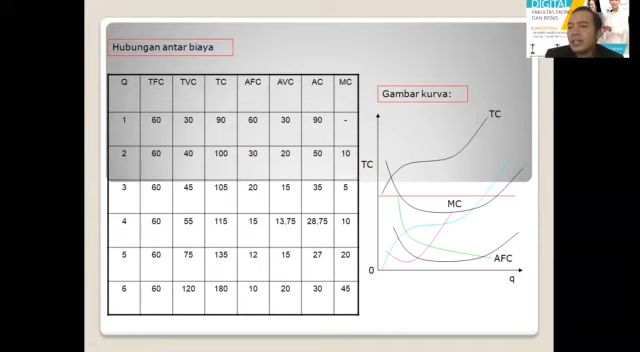 DIGITAL
FAKULTAS EKONOMI
DAN BISNIS
Hubungan antar biaya
Q TFC TVC TC AFC AVC AC MC
1 60 30 90 60 30 90 -
2 60 40 100 30 20 50 10
3 60 45 105 20 15 35 5
4 60 55 115 15 13,75 28,75 10
5 60 75 135 12 15 27 20
6 60 120 180 10 20 30 45
Gambar kurva:
TC
TC
MC
AFC
0
q